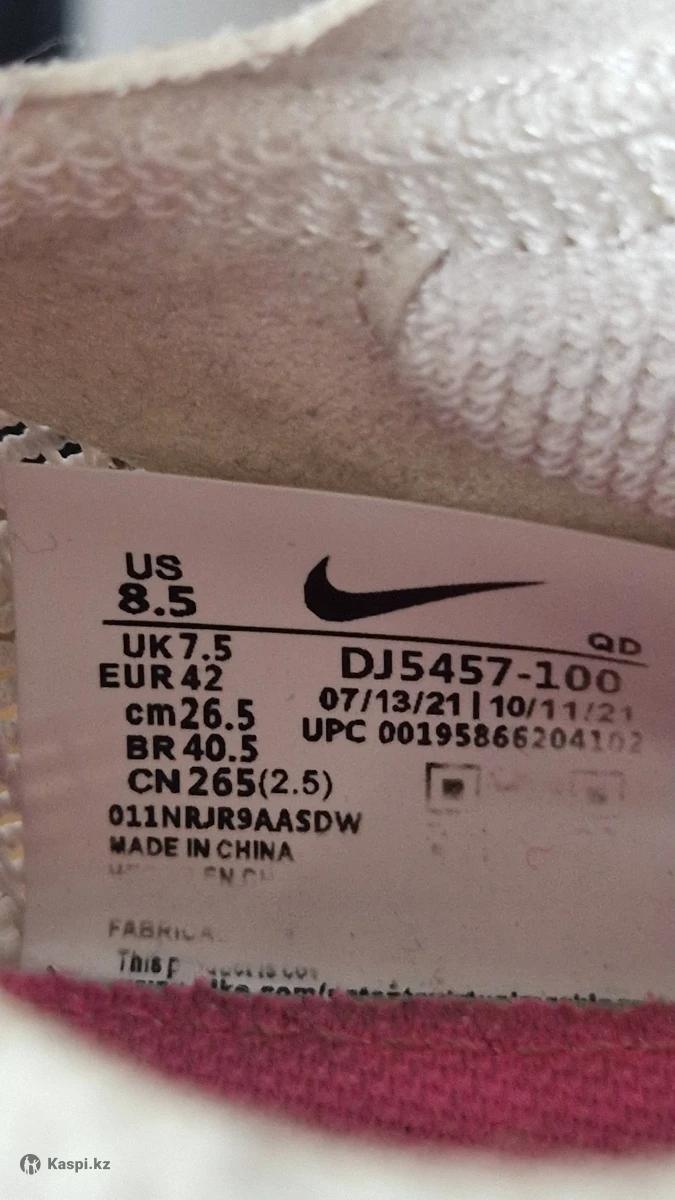 US
8.5
UK 7.5
EUR 42
cm 26.5
BR 40.5
CN 265(2.5)
011NRJR9AASDW
MADE IN CHINA
QD
DJ5457-100
07/13/21 | 10/11/21
UPC 00195866204102
This
Kaspi.kz